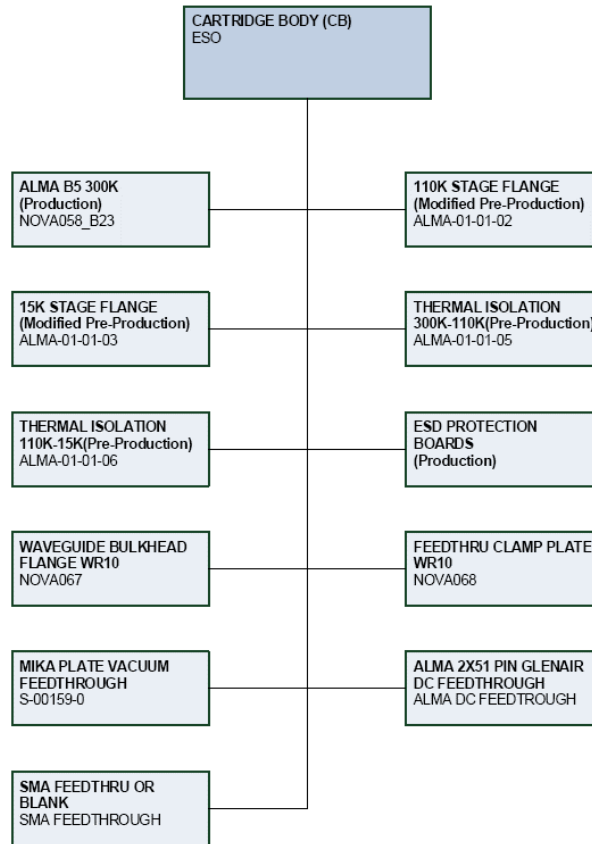 CARTRIDGE BODY (CB)
ESO
ALMA B5 300K
(Production)
NOVA058_B23
110K STAGE FLANGE
(Modified Pre-Production)
ALMA-01-01-02
15K STAGE FLANGE
(Modified Pre-Production)
ALMA-01-01-03
THERMAL ISOLATION
300K-110K(Pre-Production)
ALMA-01-01-05
THERMAL ISOLATION
110K-15K(Pre-Production)
ALMA-01-01-06
ESD PROTECTION
BOARDS
(Production)
WAVEGUIDE BULKHEAD
FLANGE WR10
NOVA067
FEEDTHRU CLAMP PLATE
WR10
NOVA068
MIKA PLATE VACUUM
FEEDTHROUGH
S-00159-0
ALMA 2X51 PIN GLENAIR
DC FEEDTHROUGH
ALMA DC FEEDTROUGH
SMA FEEDTHRU OR
BLANK
SMA FEEDTHROUGH